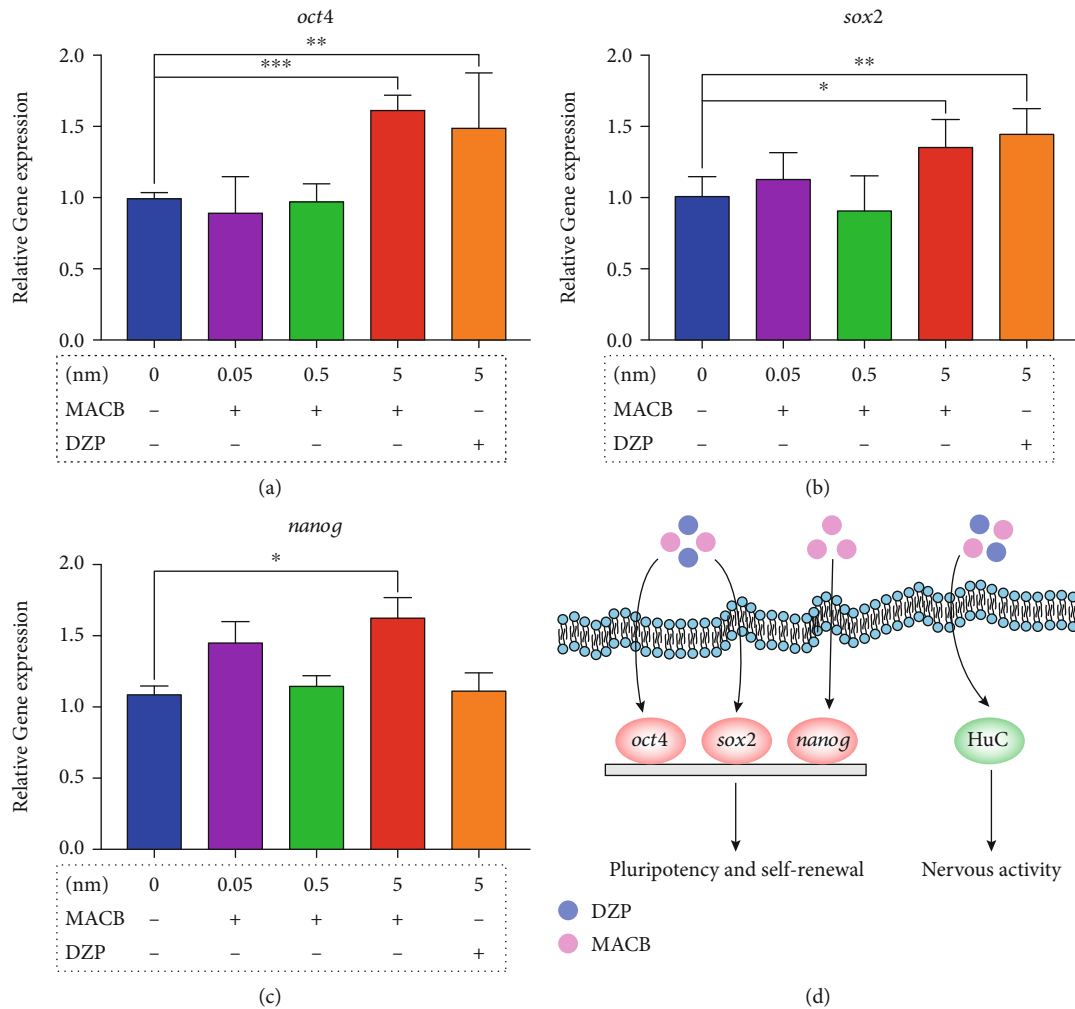 oct4
Relative Gene expression
2.0
1.5
1.0
0.5
0.0
**
***
(nm) 0 0.05 0.5 5 5
MACB – + + + –
DZP – – – – +
(a)
sox2
Relative Gene expression
2.0
1.5
1.0
0.5
0.0
**
*
(nm) 0 0.05 0.5 5 5
MACB – + + + –
DZP – – – – +
(b)
nanog
Relative Gene expression
2.0
1.5
1.0
0.5
0.0
*
(nm) 0 0.05 0.5 5 5
MACB – + + + –
DZP – – – – +
(c)
oct4 sox2 nanog HuC
Pluripotency and self-renewal Nervous activity
DZP
MACB
(d)